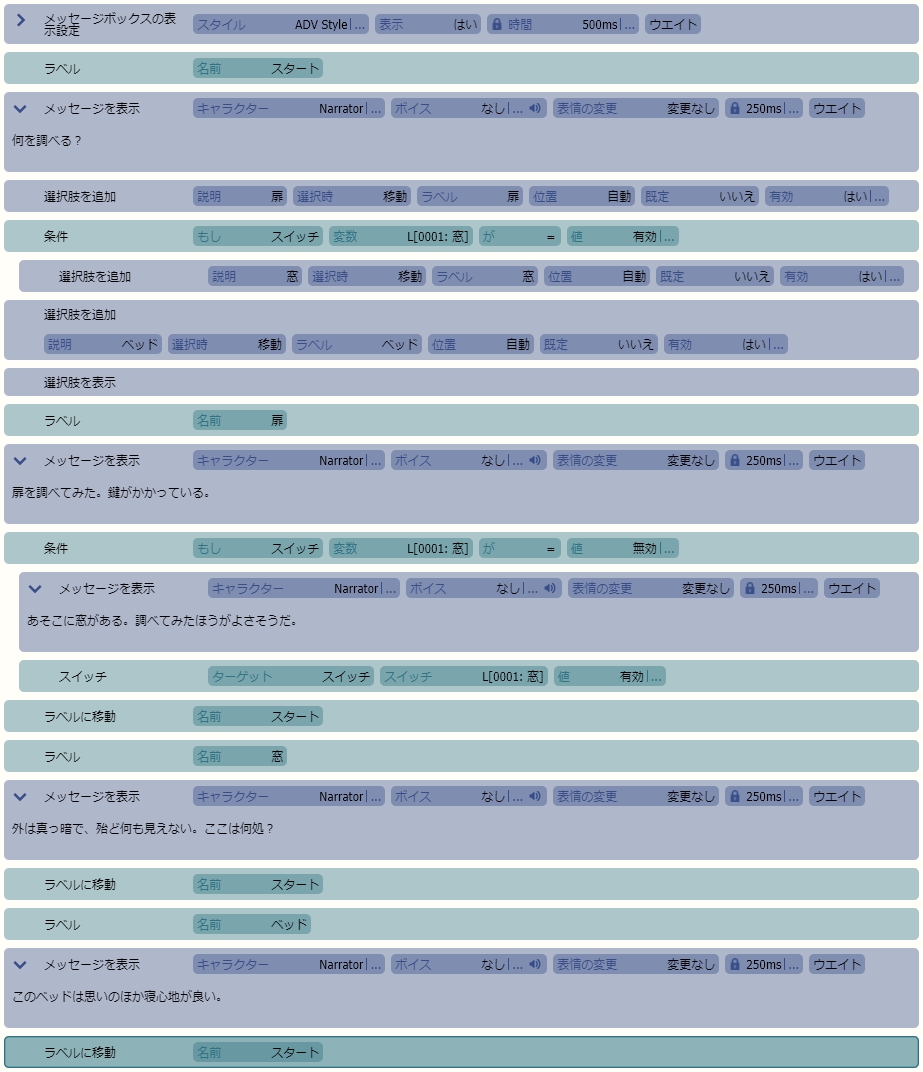 メッセージボックスの表示設定 スタイル ADV Style|... 表示 はい 時間 500ms|... ウエイト
ラベル 名前 スタート
メッセージを表示 キャラクター Narrator|... ボイス なし|... 表情の変更 変更なし 250ms|... ウエイト
何を調べる？
選択肢を追加 説明 扉 選択時 移動 ラベル 扉 位置 自動 既定 いいえ 有効 はい|...
条件 もし スイッチ 変数 L[0001: 窓] が = 値 有効|...
選択肢を追加 説明 窓 選択時 移動 ラベル 窓 位置 自動 既定 いいえ 有効 はい|...
選択肢を追加
説明 ベッド 選択時 移動 ラベル ベッド 位置 自動 既定 いいえ 有効 はい|...
選択肢を表示
ラベル 名前 扉
メッセージを表示 キャラクター Narrator|... ボイス なし|... 表情の変更 変更なし 250ms|... ウエイト
扉を調べてみた。鍵がかかっている。
条件 もし スイッチ 変数 L[0001: 窓] が = 値 無効|...
メッセージを表示 キャラクター Narrator|... ボイス なし|... 表情の変更 変更なし 250ms|... ウエイト
あそこに窓がある。調べてみたほうがよさそうだ。
スイッチ ターゲット スイッチ スイッチ L[0001: 窓] 値 有効|...
ラベルに移動 名前 スタート
ラベル 名前 窓
メッセージを表示 キャラクター Narrator|... ボイス なし|... 表情の変更 変更なし 250ms|... ウエイト
外は真っ暗で、殆ど何も見えない。ここは何処？
ラベルに移動 名前 スタート
ラベル 名前 ベッド
メッセージを表示 キャラクター Narrator|... ボイス なし|... 表情の変更 変更なし 250ms|... ウエイト
このベッドは思いのほか寝心地が良い。
ラベルに移動 名前 スタート